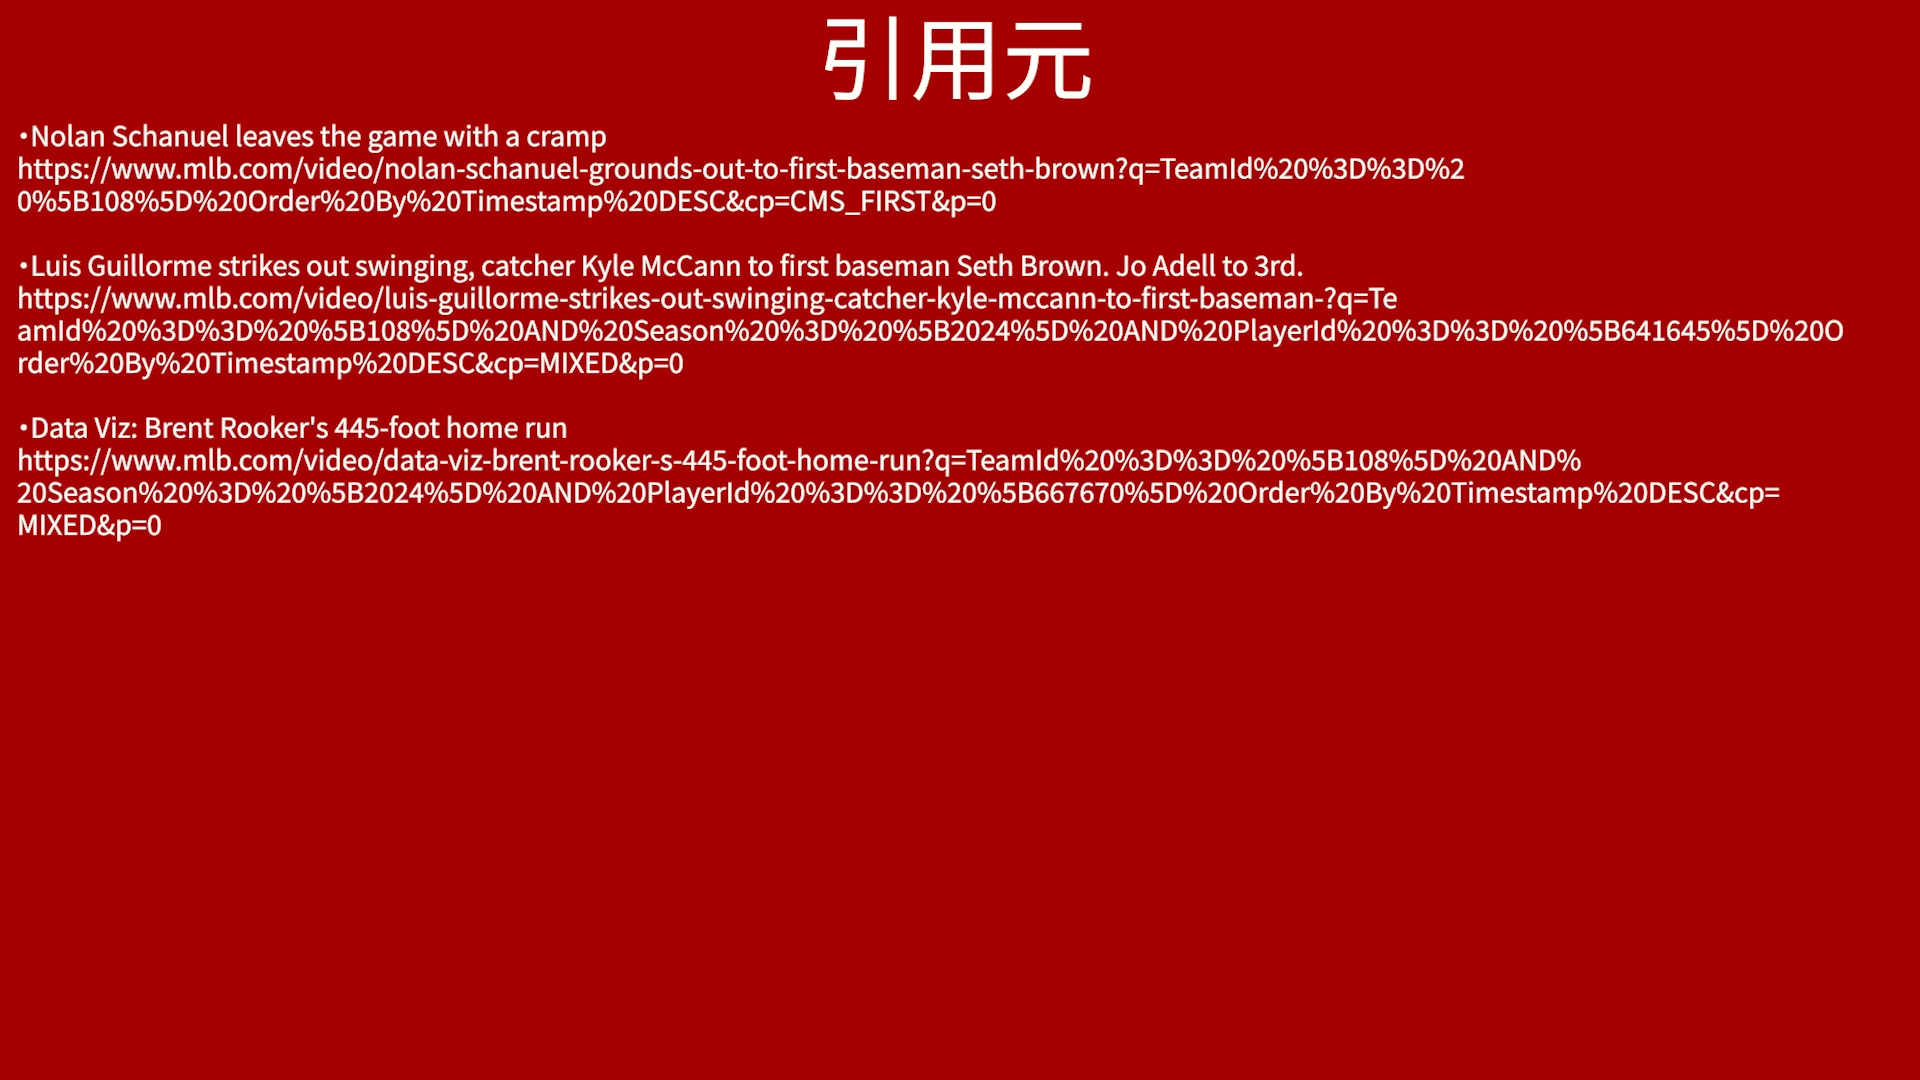 引用元
・Nolan Schanuel leaves the game with a cramp
https://www.mlb.com/video/nolan-schanuel-grounds-out-to-first-baseman-seth-brown?q=TeamId%20%3D%3D%2
0%5B108%5D%20Order%20By%20Timestamp%20DESC&cp=CMS_FIRST&p=0
・Luis Guillorme strikes out swinging, catcher Kyle McCann to first baseman Seth Brown. Jo Adell to 3rd.
https://www.mlb.com/video/luis-guillorme-strikes-out-swinging-catcher-kyle-mccann-to-first-baseman-?q=Te
amId%20%3D%3D%20%5B108%5D%20AND%20Season%20%3D%20%5B2024%5D%20AND%20PlayerId%20%3D%3D%20%5B641645%5D%20O
rder%20By%20Timestamp%20DESC&cp=MIXED&p=0
・Data Viz: Brent Rooker's 445-foot home run
https://www.mlb.com/video/data-viz-brent-rooker-s-445-foot-home-run?q=TeamId%20%3D%3D%20%5B108%5D%20AND%
20Season%20%3D%20%5B2024%5D%20AND%20PlayerId%20%3D%3D%20%5B667670%5D%20Order%20By%20Timestamp%20DESC&cp=
MIXED&p=0